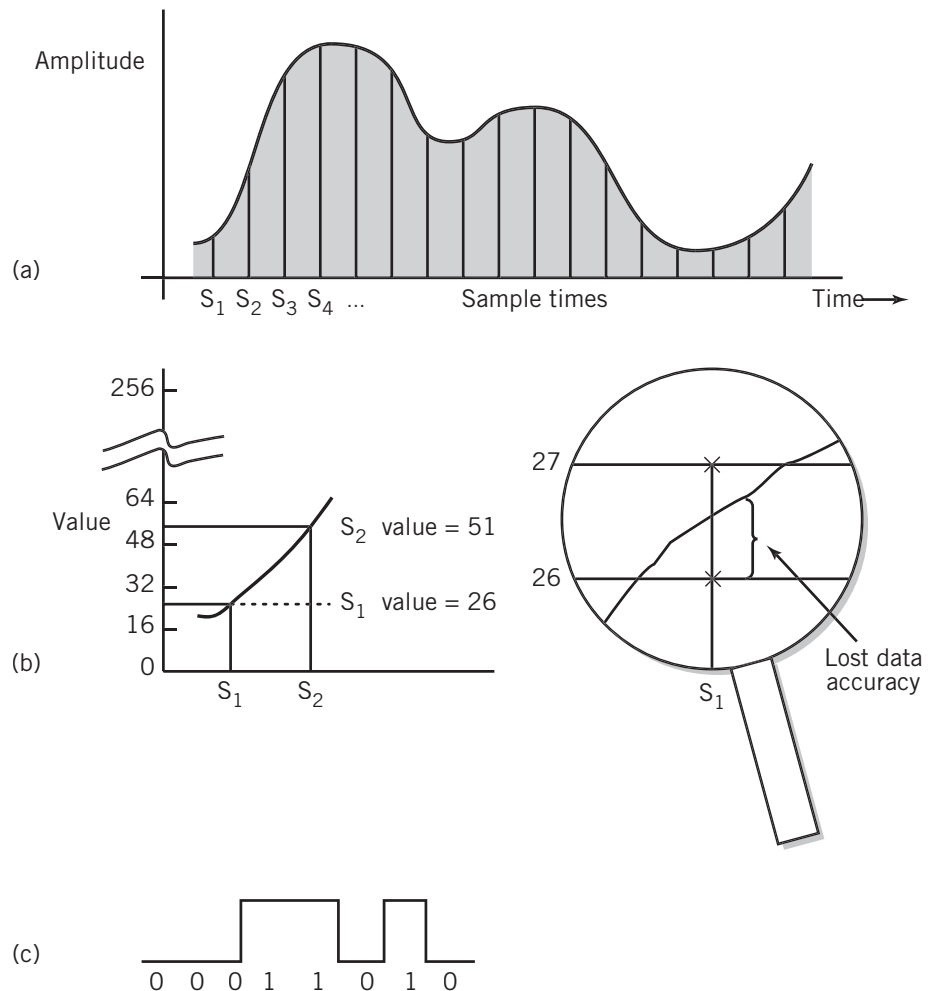 Amplitude
(a)
S1 S2 S3 S4 ... Sample times Time
256
64
Value
48
32
16
0
S2 value = 51
S1 value = 26
(b)
S1 S2
27
26
S1
Lost data
accuracy
(c)
0 0 0 1 1 0 1 0